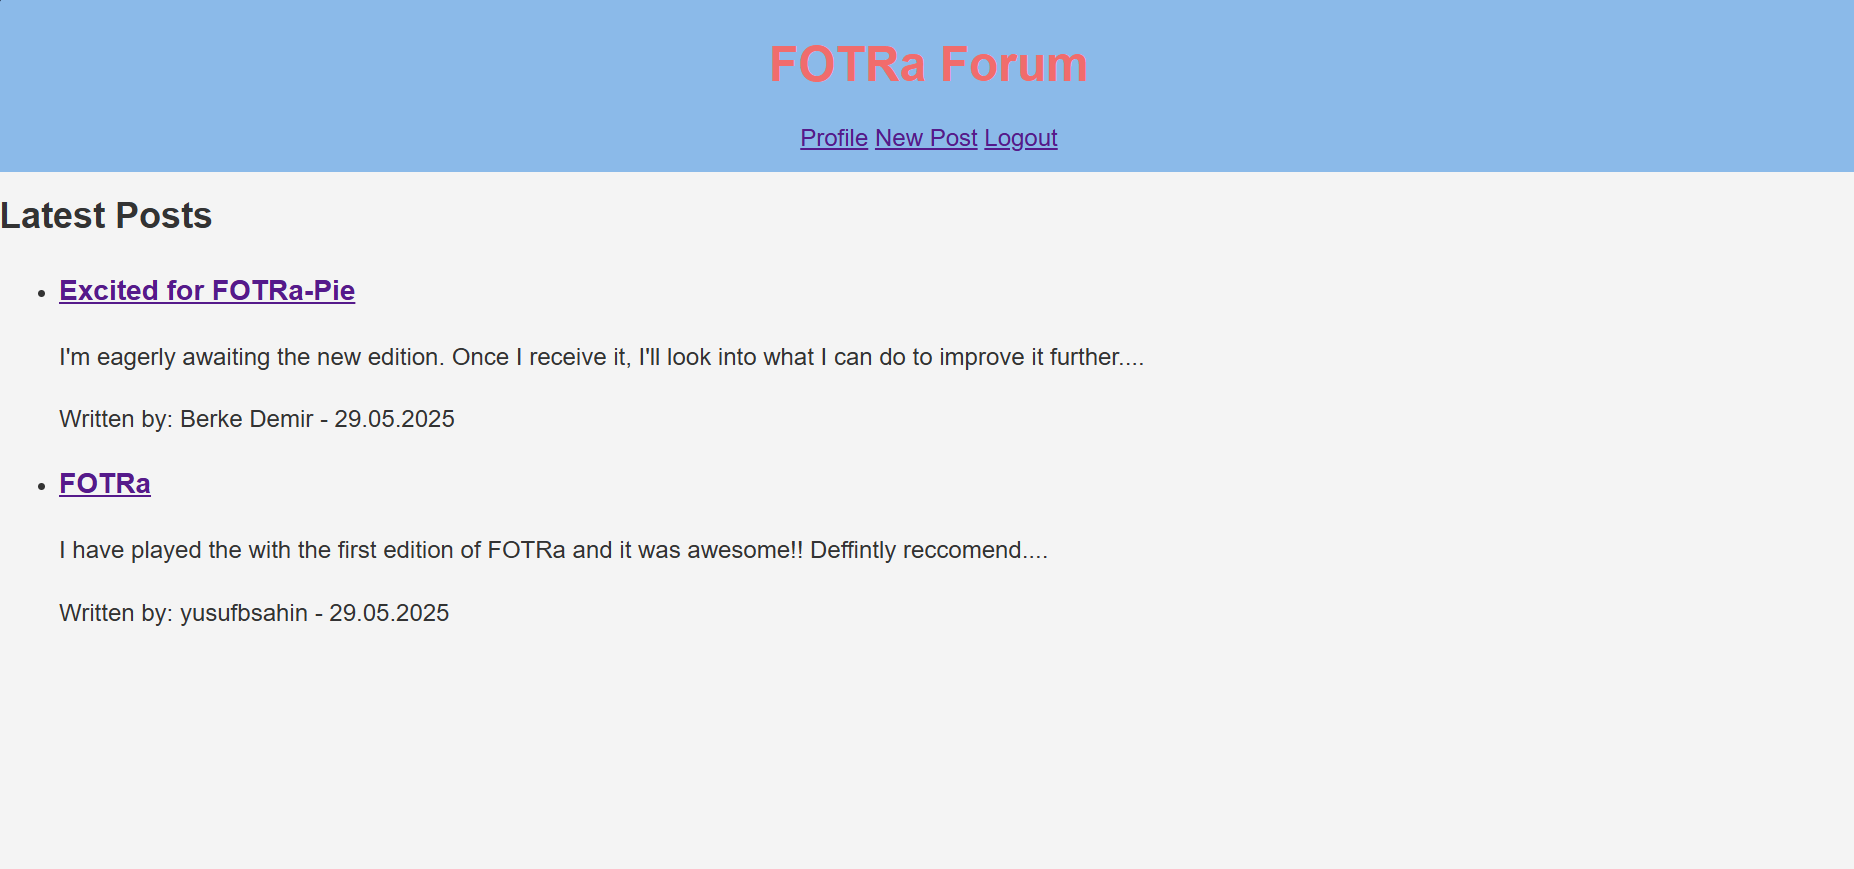 FOTRa Forum
Profile New Post Logout
Latest Posts
Excited for FOTRa-Pie
I'm eagerly awaiting the new edition. Once I receive it, I'll look into what I can do to improve it further....
Written by: Berke Demir - 29.05.2025
FOTRa
I have played the with the first edition of FOTRa and it was awesome!! Deffintly reccomend....
Written by: yusufbsahin - 29.05.2025